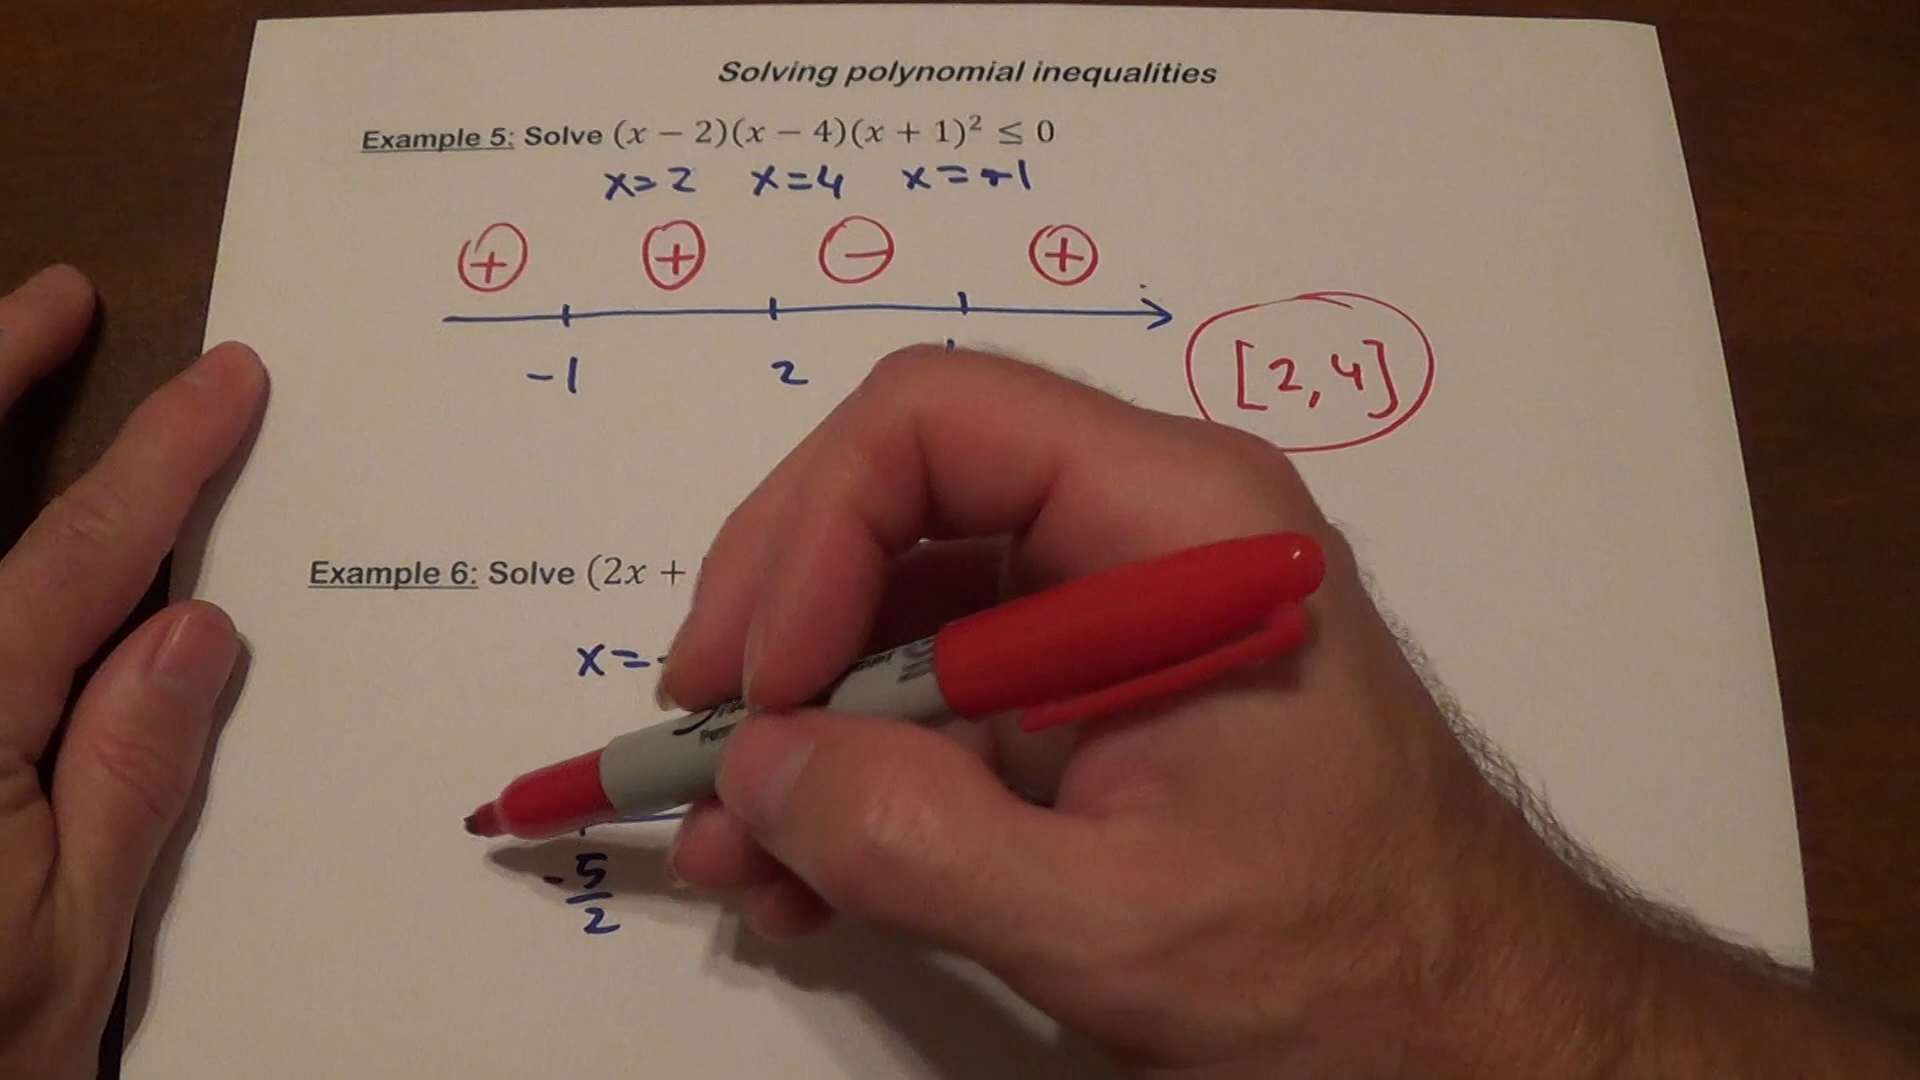 Solving polynomial inequalities
Example 5: Solve (x − 2)(x − 4)(x + 1)² ≤ 0
x=2 x=4 x=-1
+ + − +
-1 2
[2,4]
Example 6: Solve (2x +
x=-
-5/2